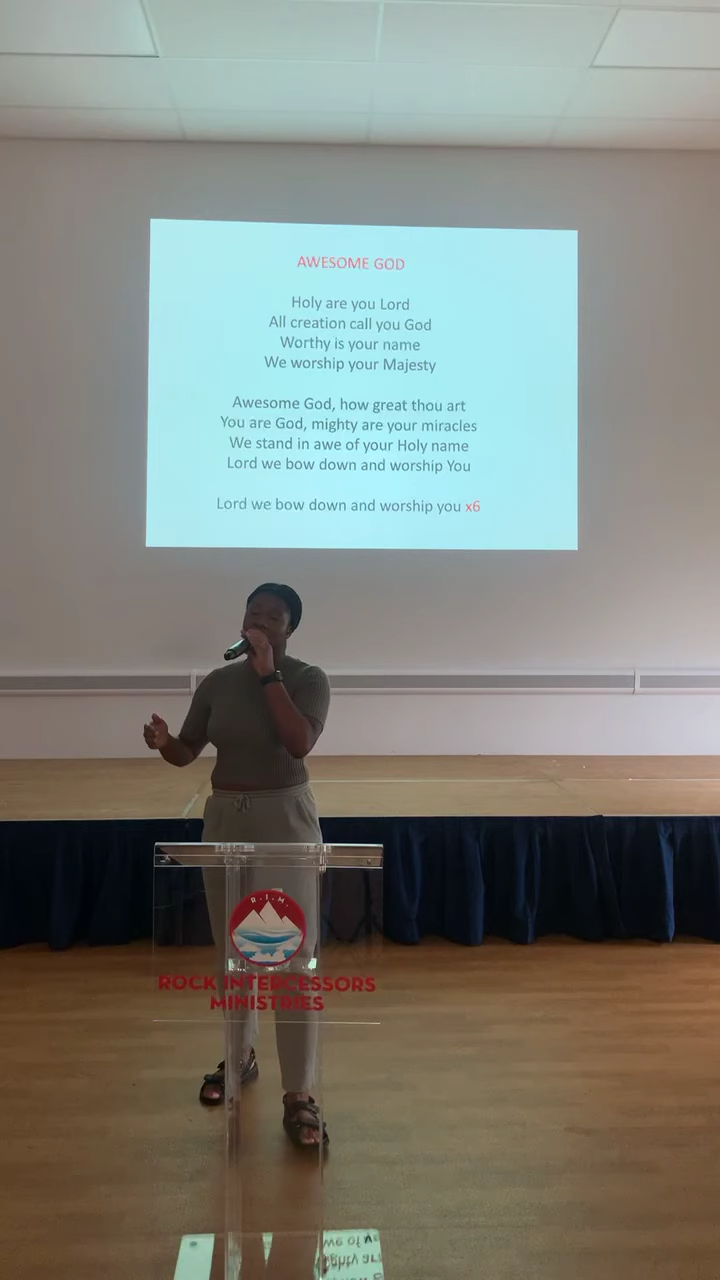 AWESOME GOD
Holy are you Lord
All creation call you God
Worthy is your name
We worship your Majesty
Awesome God, how great thou art
You are God, mighty are your miracles
We stand in awe of your Holy name
Lord we bow down and worship You
Lord we bow down and worship you x6
R.I.M.
ROCK INTERCESSORS
MINISTRIES